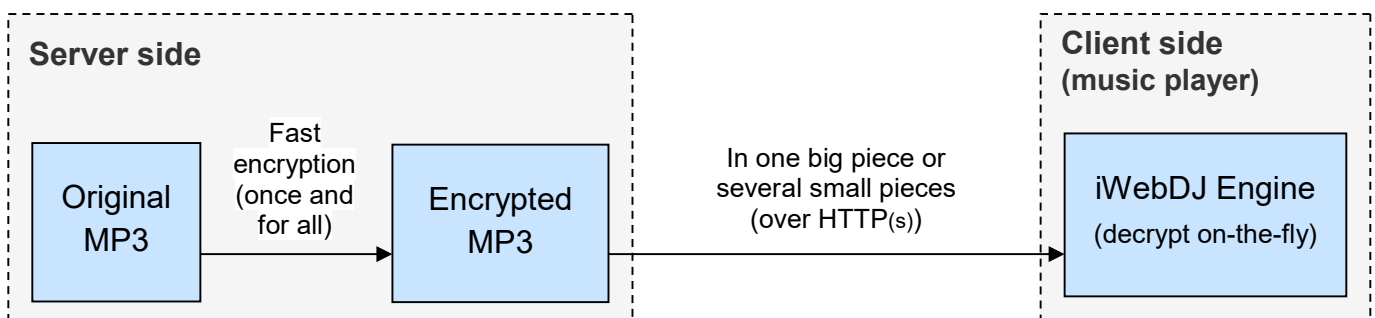 Server side
Original
MP3
Fast
encryption
(once and
for all)
Encrypted
MP3
In one big piece or
several small pieces
(over HTTP(s))
Client side
(music player)
iWebDJ Engine
(decrypt on-the-fly)